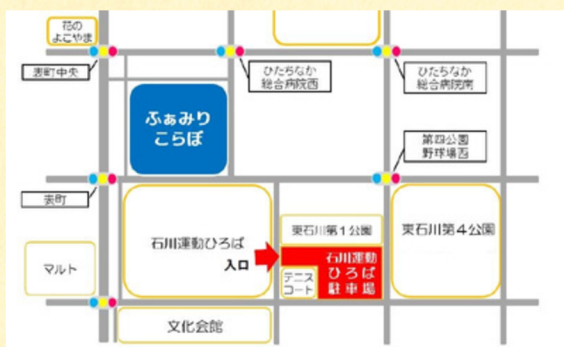 花の
よこやま
表町中央
ひたちなか
総合病院西
ひたちなか
総合病院南
ふぁみり
こらぼ
第四公園
野球場西
表町
石川運動ひろば
入口
東石川第1公園
東石川第4公園
石川運動
ひろば
駐車場
テニス
コート
マルト
文化会館